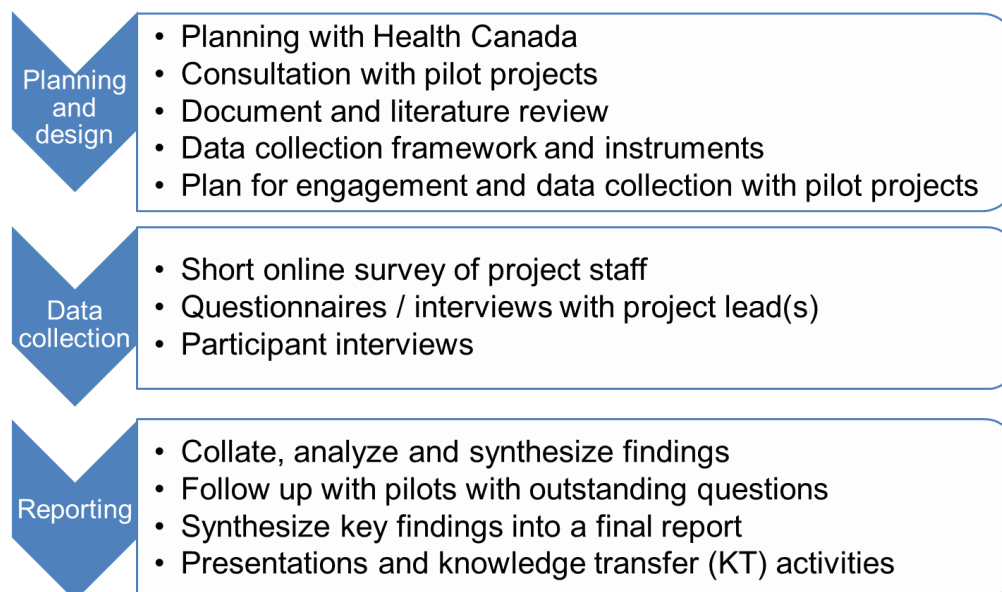 Planning
and
design
• Planning with Health Canada
• Consultation with pilot projects
• Document and literature review
• Data collection framework and instruments
• Plan for engagement and data collection with pilot projects
Data
collection
• Short online survey of project staff
• Questionnaires / interviews with project lead(s)
• Participant interviews
Reporting
• Collate, analyze and synthesize findings
• Follow up with pilots with outstanding questions
• Synthesize key findings into a final report
• Presentations and knowledge transfer (KT) activities